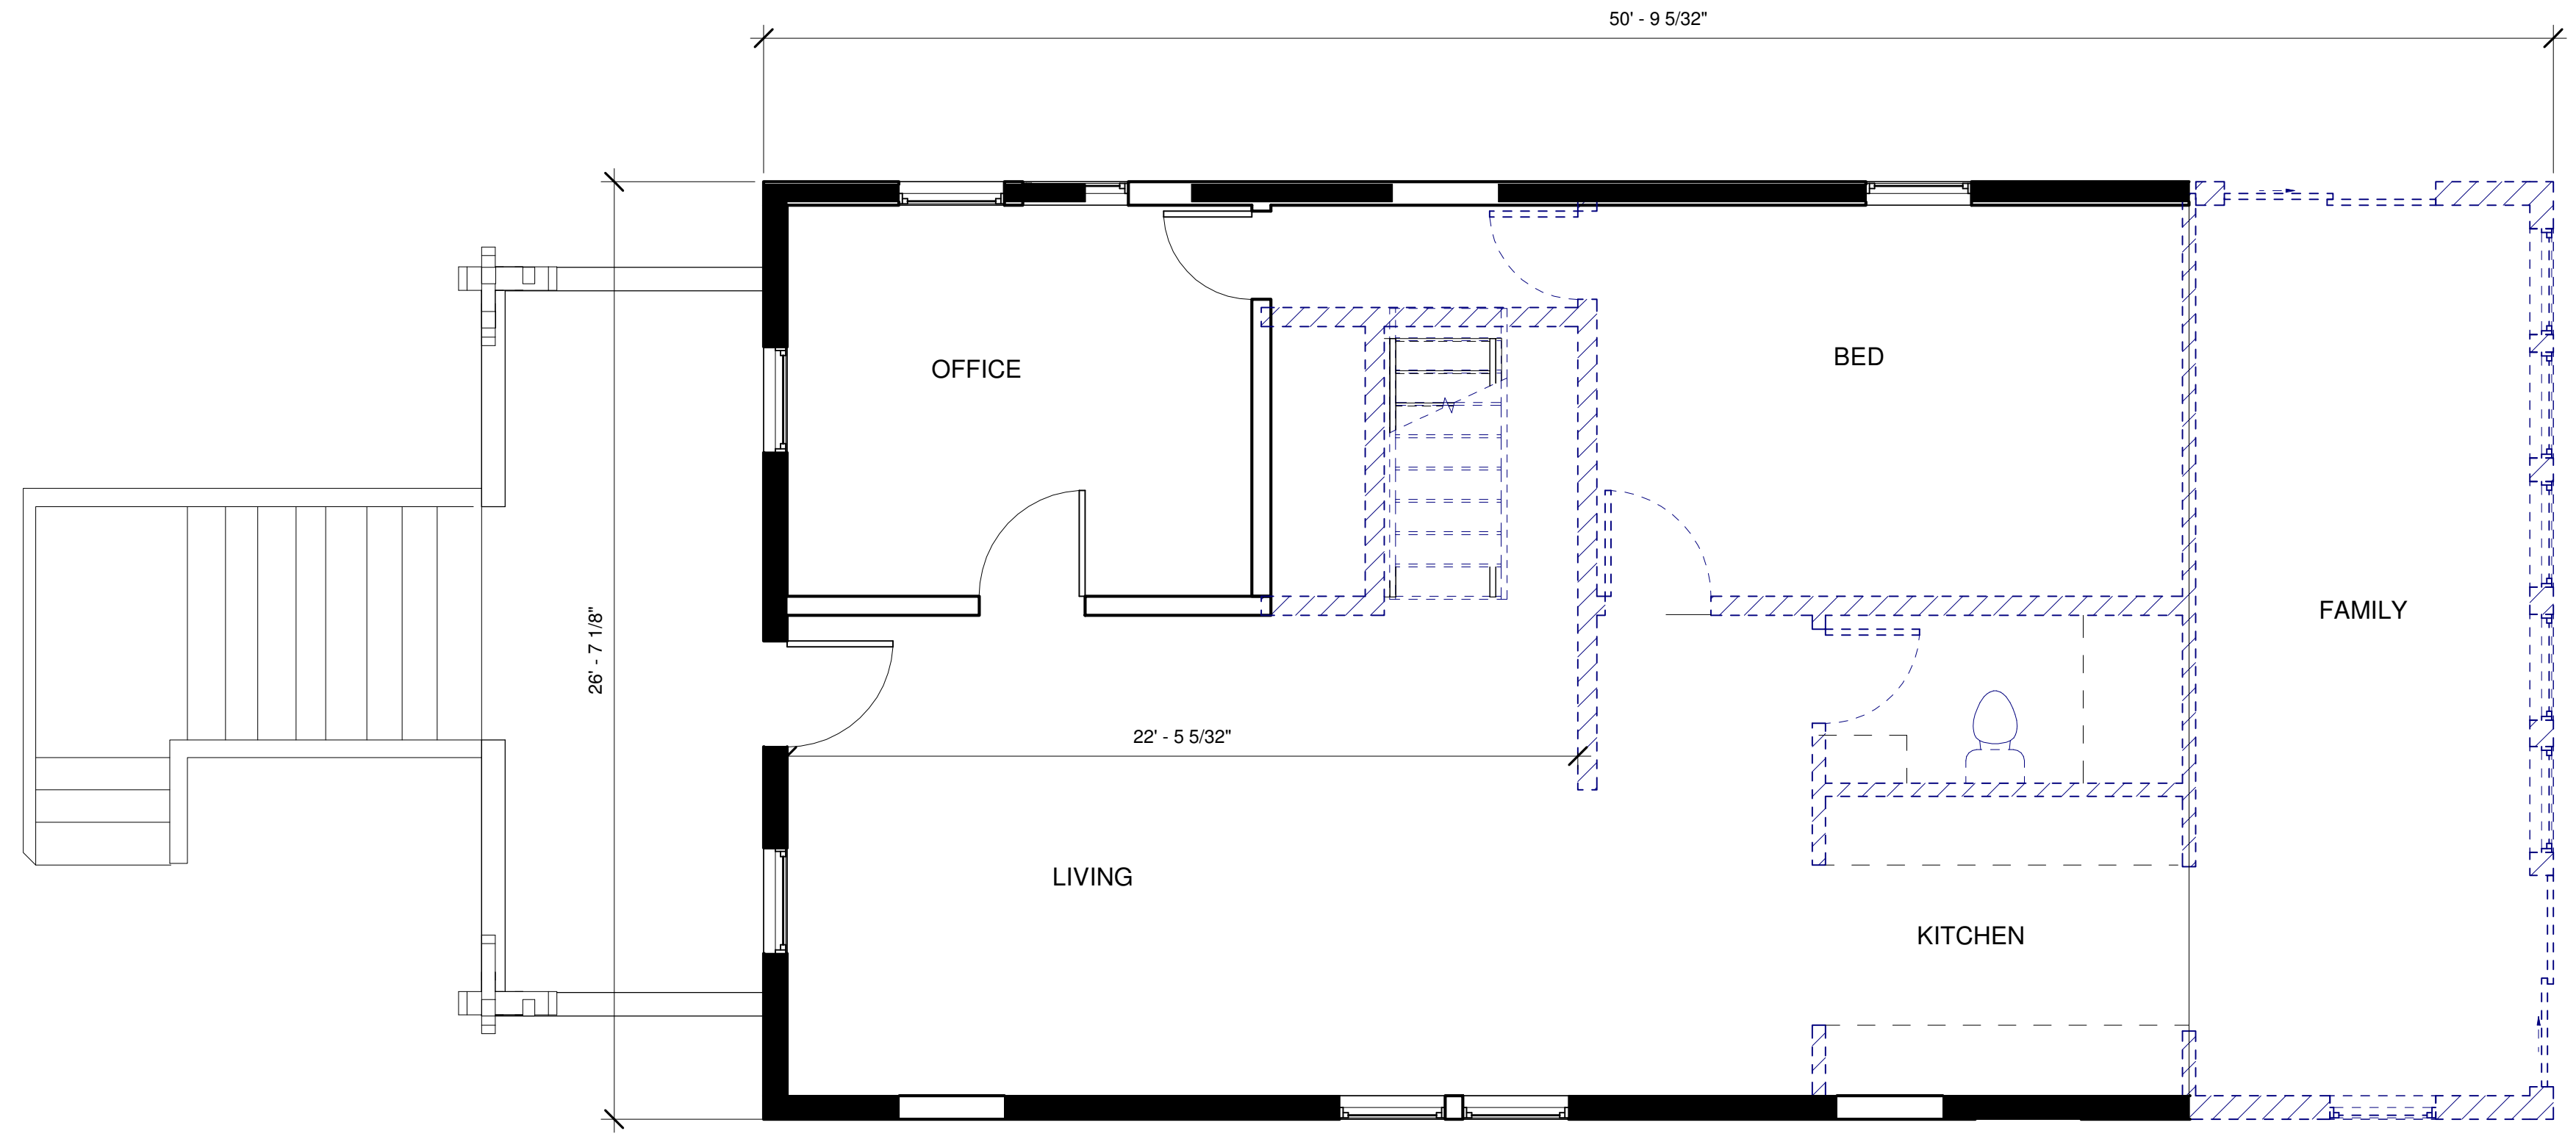 50' - 9 5/32"
OFFICE
BED
26' - 7 1/8"
FAMILY
22' - 5 5/32"
LIVING
KITCHEN